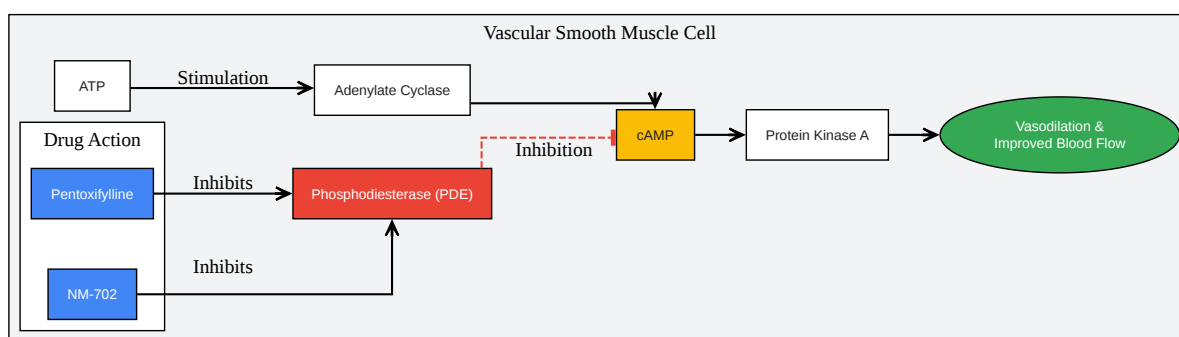 Vascular Smooth Muscle Cell
ATP
Stimulation
Adenylate Cyclase
cAMP
Protein Kinase A
Vasodilation &
Improved Blood Flow
Inhibition
Drug Action
Pentoxifylline
Inhibits
Phosphodiesterase (PDE)
NM-702
Inhibits